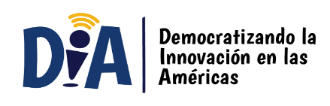 DiA
Democratizando la
Innovación en las
Américas